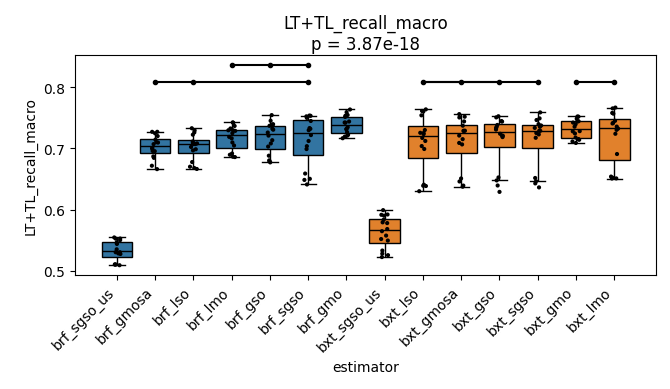 LT+TL_recall_macro
p = 3.87e-18
LT+TL_recall_macro
0.8
0.7
0.6
0.5
brf_sgso_us
brf_gmosa
brf_lso
brf_lmo
brf_gso
brf_sgso
brf_gmo
bxt_sgso_us
bxt_lso
bxt_gmosa
bxt_gso
bxt_sgso
bxt_gmo
bxt_lmo
estimator